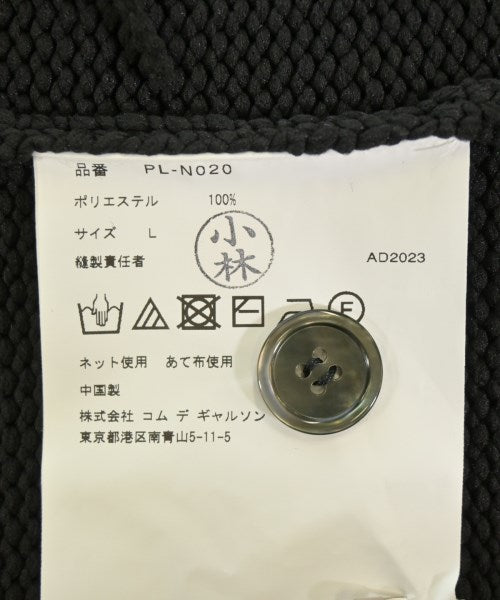 品番 PL-N020
ポリエステル 100%
サイズ L
小林
縫製責任者 AD2023
F
ネット使用 あて布使用
中国製
株式会社 コム デ ギャルソン
東京都港区南青山5-11-5